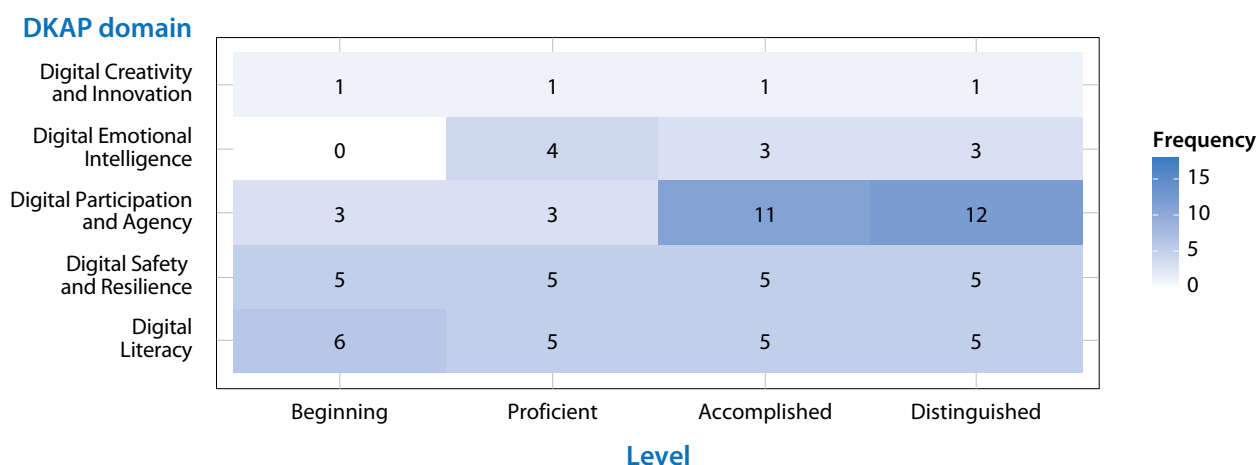 DKAP domain
Digital Creativity
and Innovation
1 1 1 1
Digital Emotional
Intelligence
0 4 3 3
Digital Participation
and Agency
3 3 11 12
Digital Safety
and Resilience
5 5 5 5
Digital
Literacy
6 5 5 5
Beginning Proficient Accomplished Distinguished
Level
Frequency
15
10
5
0